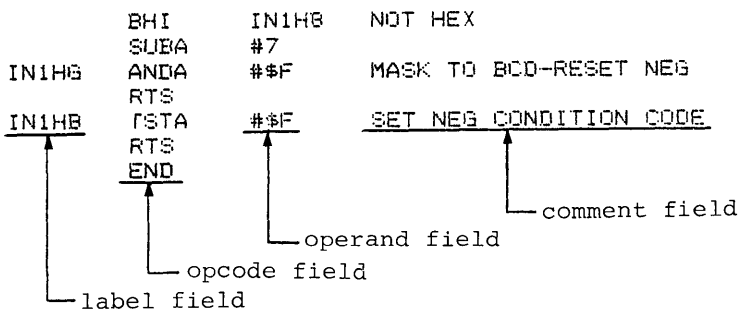 BHI IN1HB NOT HEX
SUBA #7
IN1HG ANDA #$F MASK TO BCD-RESET NEG
RTS
IN1HB TSTA #$F SET NEG CONDITION CODE
RTS
END
comment field
operand field
opcode field
label field